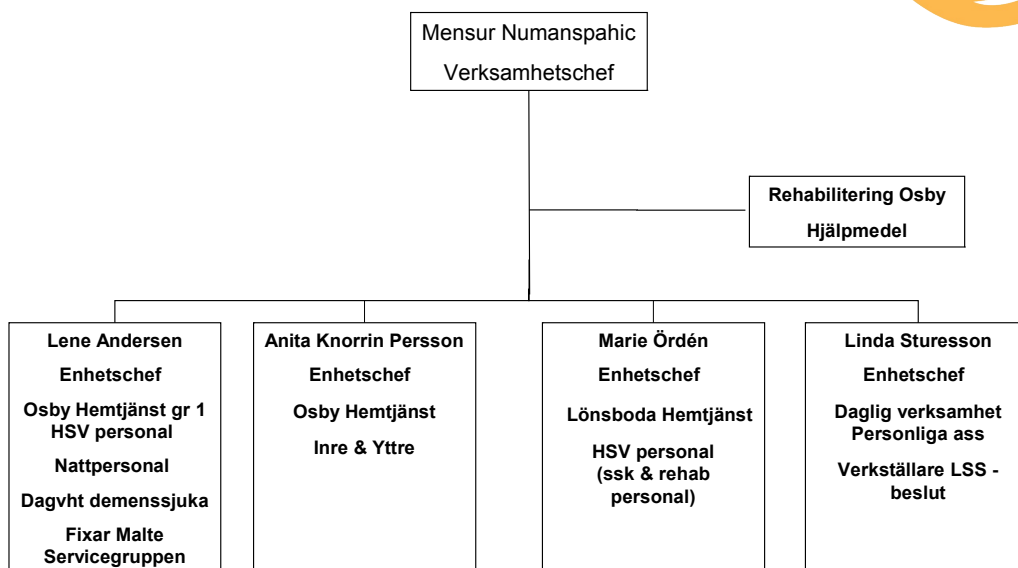 Mensur Numanspahic
Verksamhetschef
Rehabilitering Osby
Hjälpmedel
Lene Andersen
Enhetschef
Osby Hemtjänst gr 1
HSV personal
Nattpersonal
Dagvht demenssjuka
Fixar Malte
Servicegruppen
Anita Knorrin Persson
Enhetschef
Osby Hemtjänst
Inre & Yttre
Marie Ördén
Enhetschef
Lönsboda Hemtjänst
HSV personal
(ssk & rehab
personal)
Linda Sturesson
Enhetschef
Daglig verksamhet
Personliga ass
Verkställare LSS -
beslut